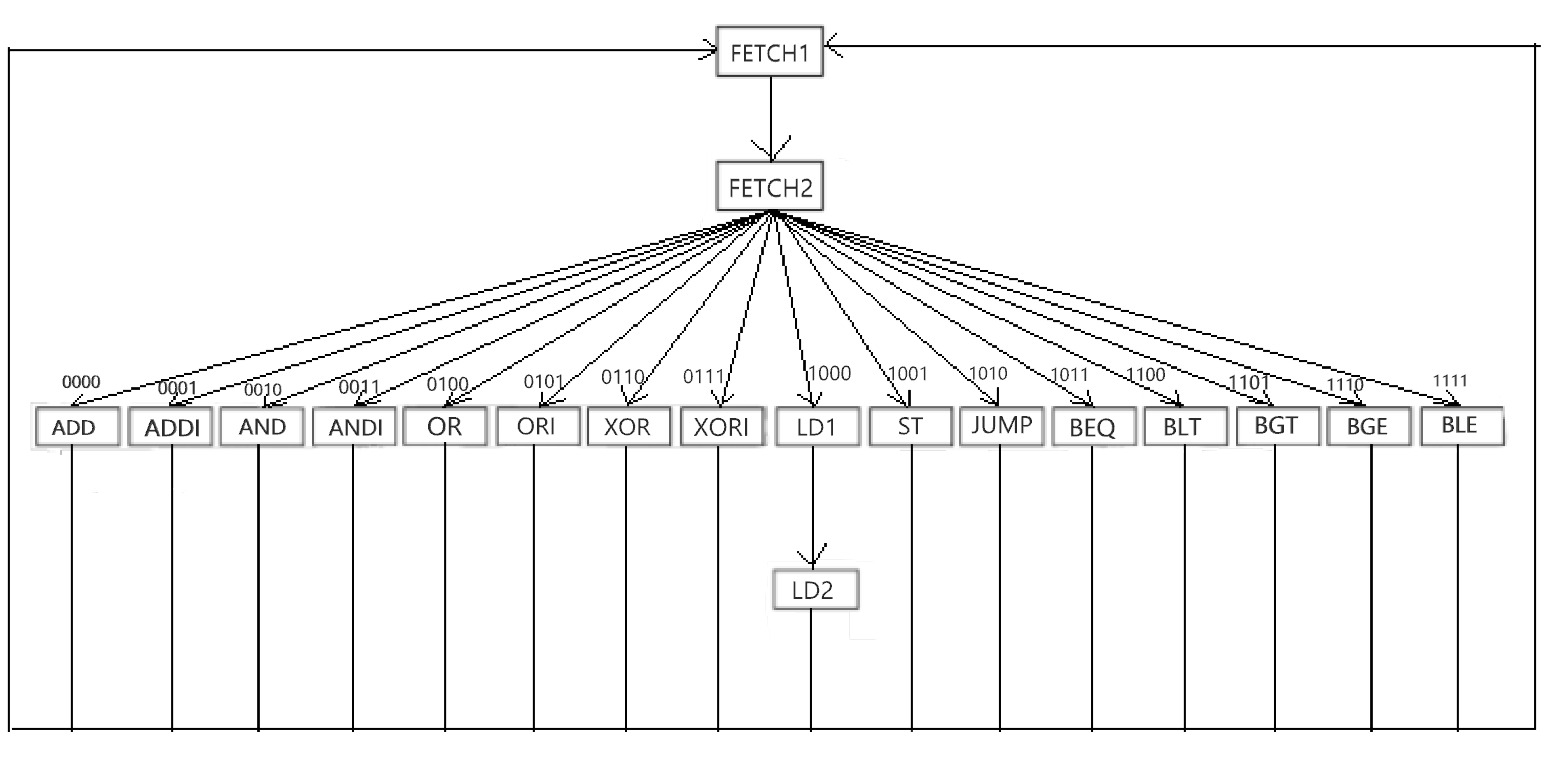 FETCH1
FETCH2
0000 0001 0010 0011 0100 0101 0110 0111 1000 1001 1010 1011 1100 1101 1110 1111
ADD ADDI AND ANDI OR ORI XOR XORI LD1 ST JUMP BEQ BLT BGT BGE BLE
LD2